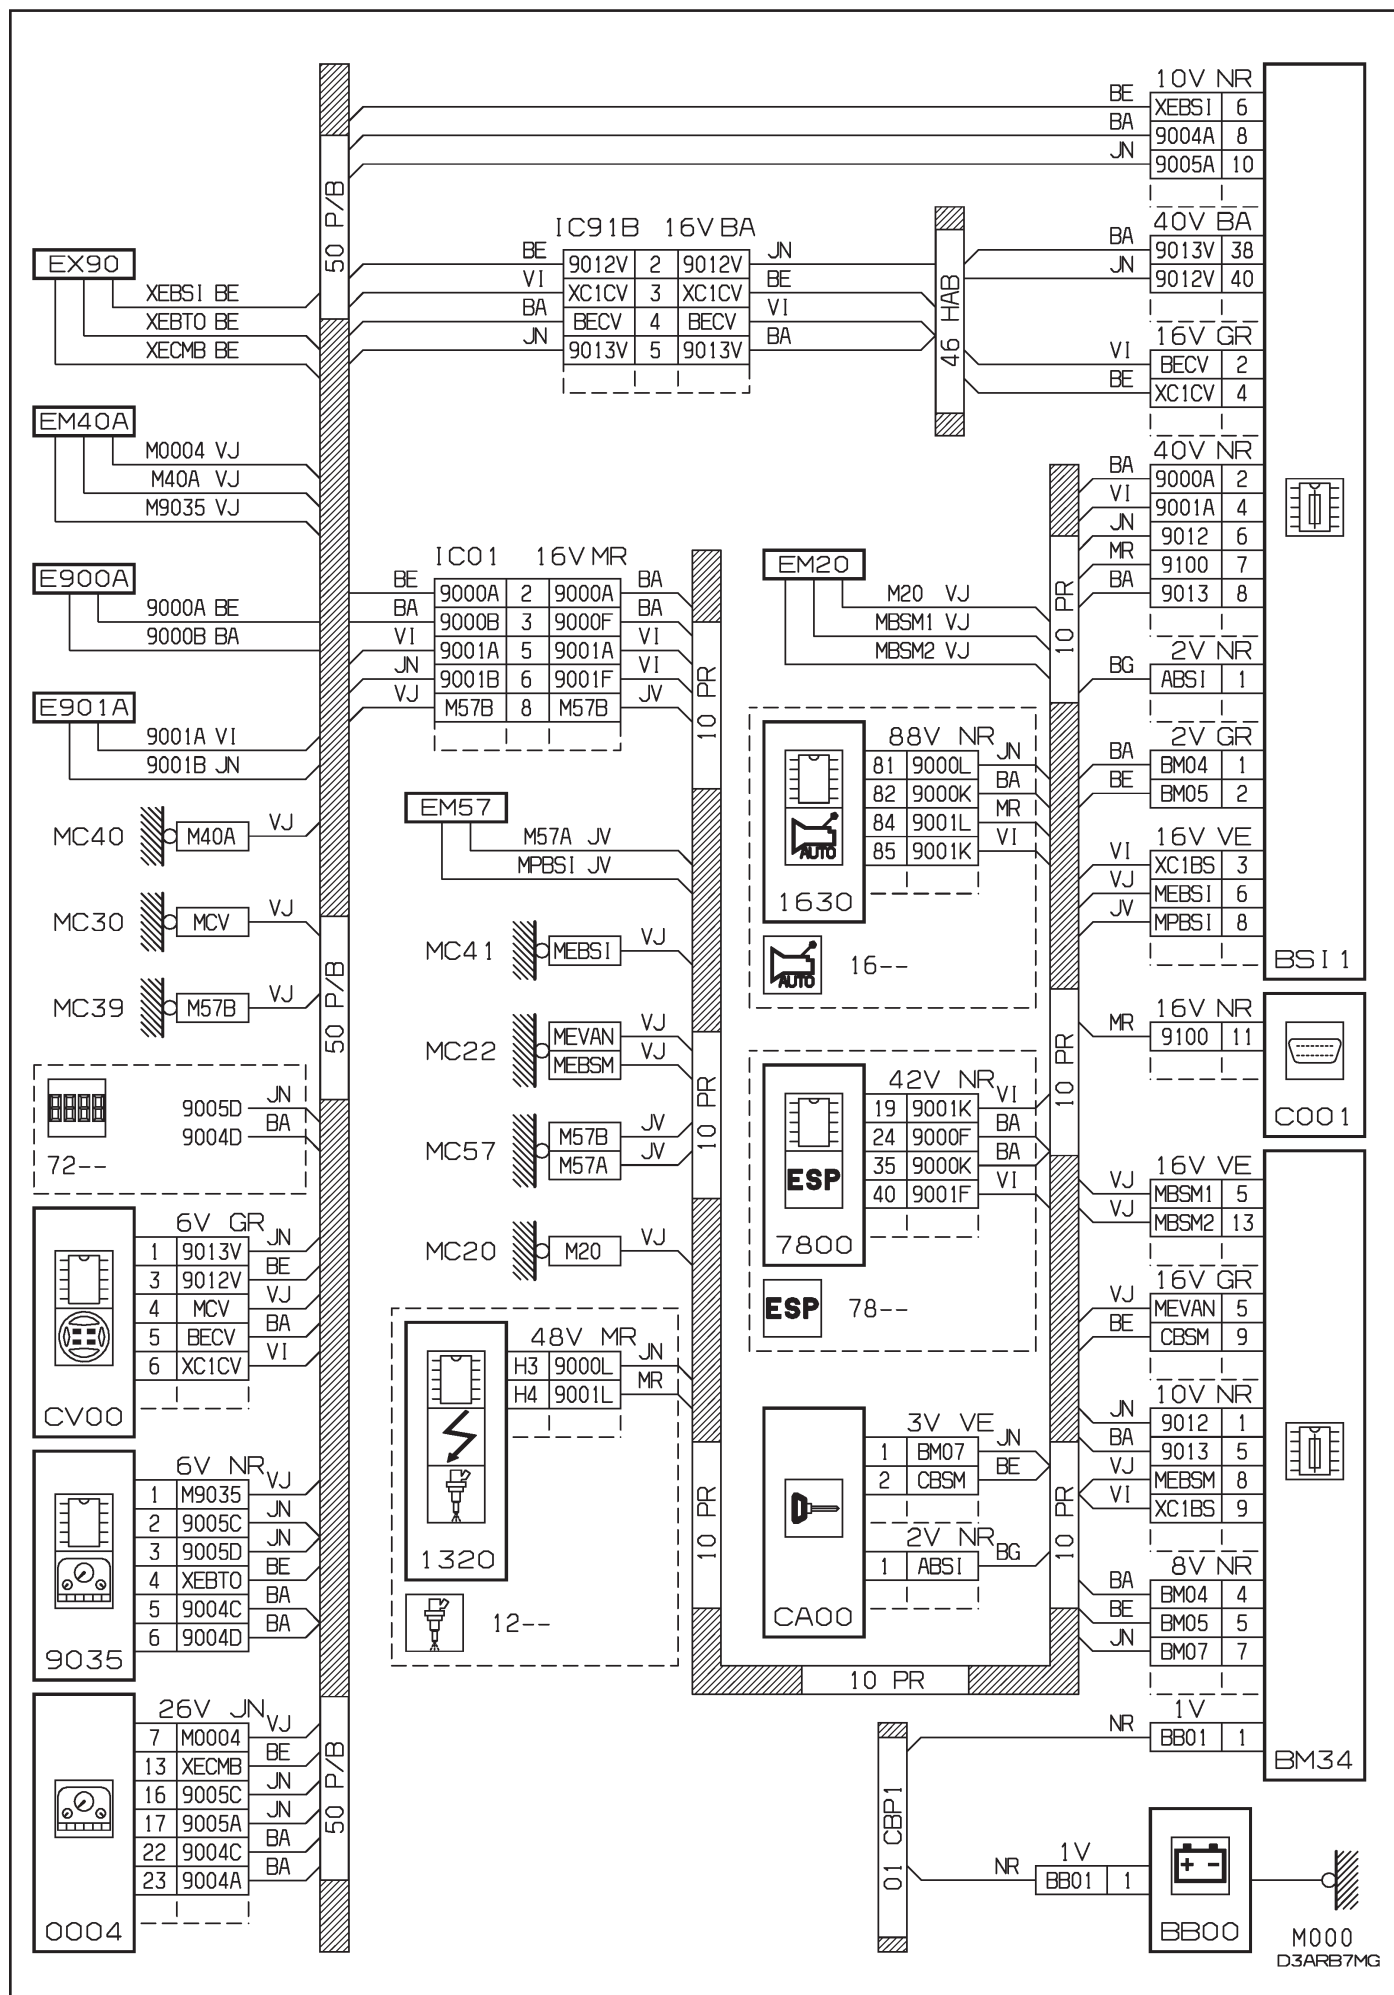 10V NR
BE XEBSI 6
BA 9004A 8
JN 9005A 10
50 P/B
IC91B 16V BA
BE 9012V 2 9012V JN
VI XC1CV 3 XC1CV BE
BA BECV 4 BECV VI
JN 9013V 5 9013V BA
46 HAB
40V BA
BA 9013V 38
JN 9012V 40
16V GR
VI BECV 2
BE XC1CV 4
EX90
XEBSI BE
XEBTO BE
XECMB BE
EM40A
M0004 VJ
M40A VJ
M9035 VJ
40V NR
BA 9000A 2
VI 9001A 4
JN 9012 6
MR 9100 7
BA 9013 8
2V NR
BG ABSI 1
2V GR
BA BM04 1
BE BM05 2
16V VE
VI XC1BS 3
VJ MEBSI 6
JV MPBSI 8
BSI1
E900A
9000A BE
9000B BA
E901A
9001A VI
9001B JN
IC01 16V MR
BE 9000A 2 9000A BA
BA 9000B 3 9000F BA
VI 9001A 5 9001A VI
JN 9001B 6 9001F VI
VJ M57B 8 M57B JV
10 PR
EM20
M20 VJ
MBSM1 VJ
MBSM2 VJ
10 PR
88V NR
81 9000L JN
82 9000K BA
84 9001L MR
85 9001K VI
AUTO
1630
AUTO
16--
MC40 M40A VJ
MC30 MCV VJ
MC39 M57B VJ
50 P/B
EM57
M57A JV
MPBSI JV
MC41 MEBSI VJ
MC22 MEVAN VJ
MEBSM VJ
MC57 M57B JV
M57A JV
MC20 M20 VJ
10 PR
16V NR
MR 9100 11
C001
10 PR
9005D JN
9004D BA
72--
42V NR
19 9001K VI
24 9000F BA
35 9000K BA
40 9001F VI
ESP
7800
ESP
78--
6V GR
1 9013V JN
3 9012V BE
4 MCV VJ
5 BECV BA
6 XC1CV VI
CV00
16V VE
VJ MBSM1 5
VJ MBSM2 13
16V GR
VJ MEVAN 5
BE CBSM 9
10V NR
JN 9012 1
BA 9013 5
VJ MEBSM 8
VI XC1BS 9
8V NR
BA BM04 4
BE BM05 5
JN BM07 7
1V
NR BB01 1
BM34
48V MR
H3 9000L JN
H4 9001L MR
1320
12--
10 PR
3V VE
1 BM07 JN
2 CBSM BE
2V NR
1 ABSI BG
CA00
10 PR
10 PR
6V NR
1 M9035 VJ
2 9005C JN
3 9005D JN
4 XEBTO BE
5 9004C BA
6 9004D BA
9035
26V JN
7 M0004 VJ
13 XECMB BE
16 9005C JN
17 9005A JN
22 9004C BA
23 9004A BA
0004
50 P/B
01 CBP1
1V
NR BB01 1
+ -
BB00
M000
D3ARB7MG